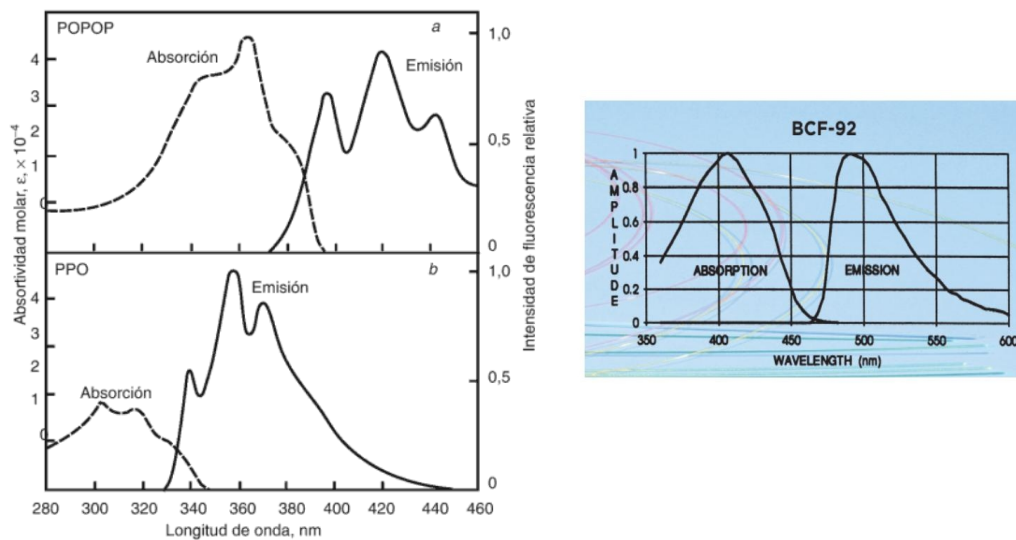 POPOP
a
Absorción
Emisión
4
3
2
1
0
1,0
0,5
0
PPO
b
Emisión
Absorción
4
3
2
1
0
1,0
0,5
0
280 300 320 340 360 380 400 420 440 460
Longitud de onda, nm
Absortividad molar, ε, × 10⁻⁴
Intensidad de fluorescencia relativa
BCF-92
AMPLITUDE
1
0.8
0.6
0.4
0.2
0
ABSORPTION
EMISSION
350 400 450 500 550 600
WAVELENGTH (nm)